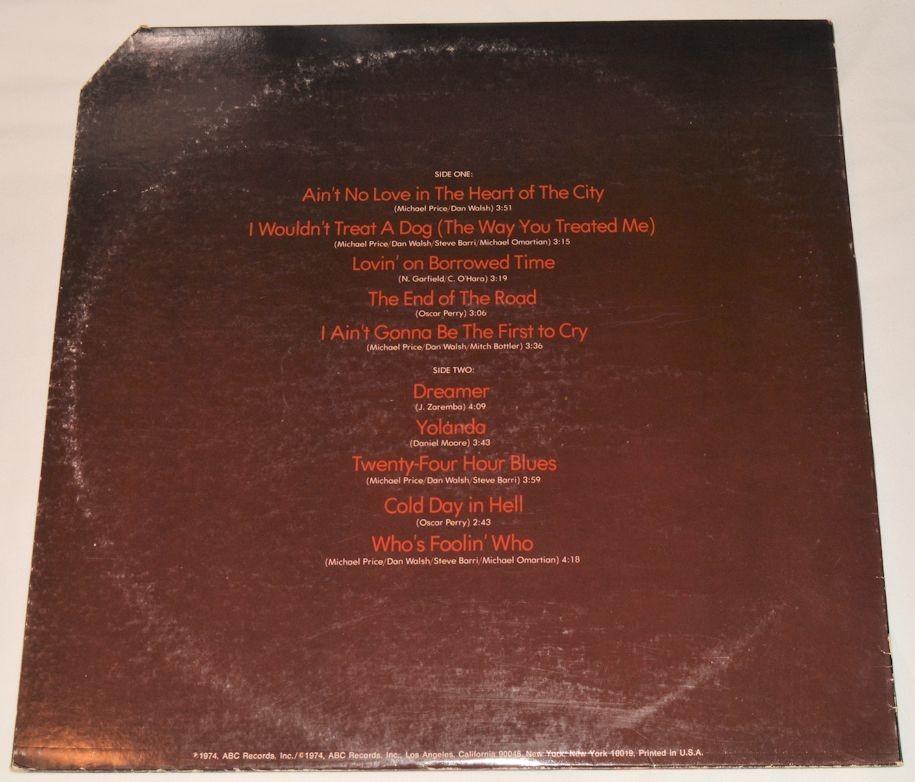 SIDE ONE:
Ain't No Love in The Heart of The City
(Michael Price/Dan Walsh) 3:51
I Wouldn't Treat A Dog (The Way You Treated Me)
(Michael Price/Dan Walsh/Steve Barri/Michael Omartian) 3:15
Lovin' on Borrowed Time
(N. Garfield/C. O'Hara) 3:19
The End of The Road
(Oscar Perry) 3:06
I Ain't Gonna Be The First to Cry
(Michael Price/Dan Walsh/Mitch Bottler) 3:36
SIDE TWO:
Dreamer
(J. Zaremba) 4:09
Yolanda
(Daniel Moore) 3:43
Twenty-Four Hour Blues
(Michael Price/Dan Walsh/Steve Barri) 3:59
Cold Day in Hell
(Oscar Perry) 2:43
Who's Foolin' Who
(Michael Price/Dan Walsh/Steve Barri/Michael Omartian) 4:18
℗1974, ABC Records, Inc./©1974, ABC Records, Inc., Los Angeles, California 90048, New York, New York 10019, Printed in U.S.A.